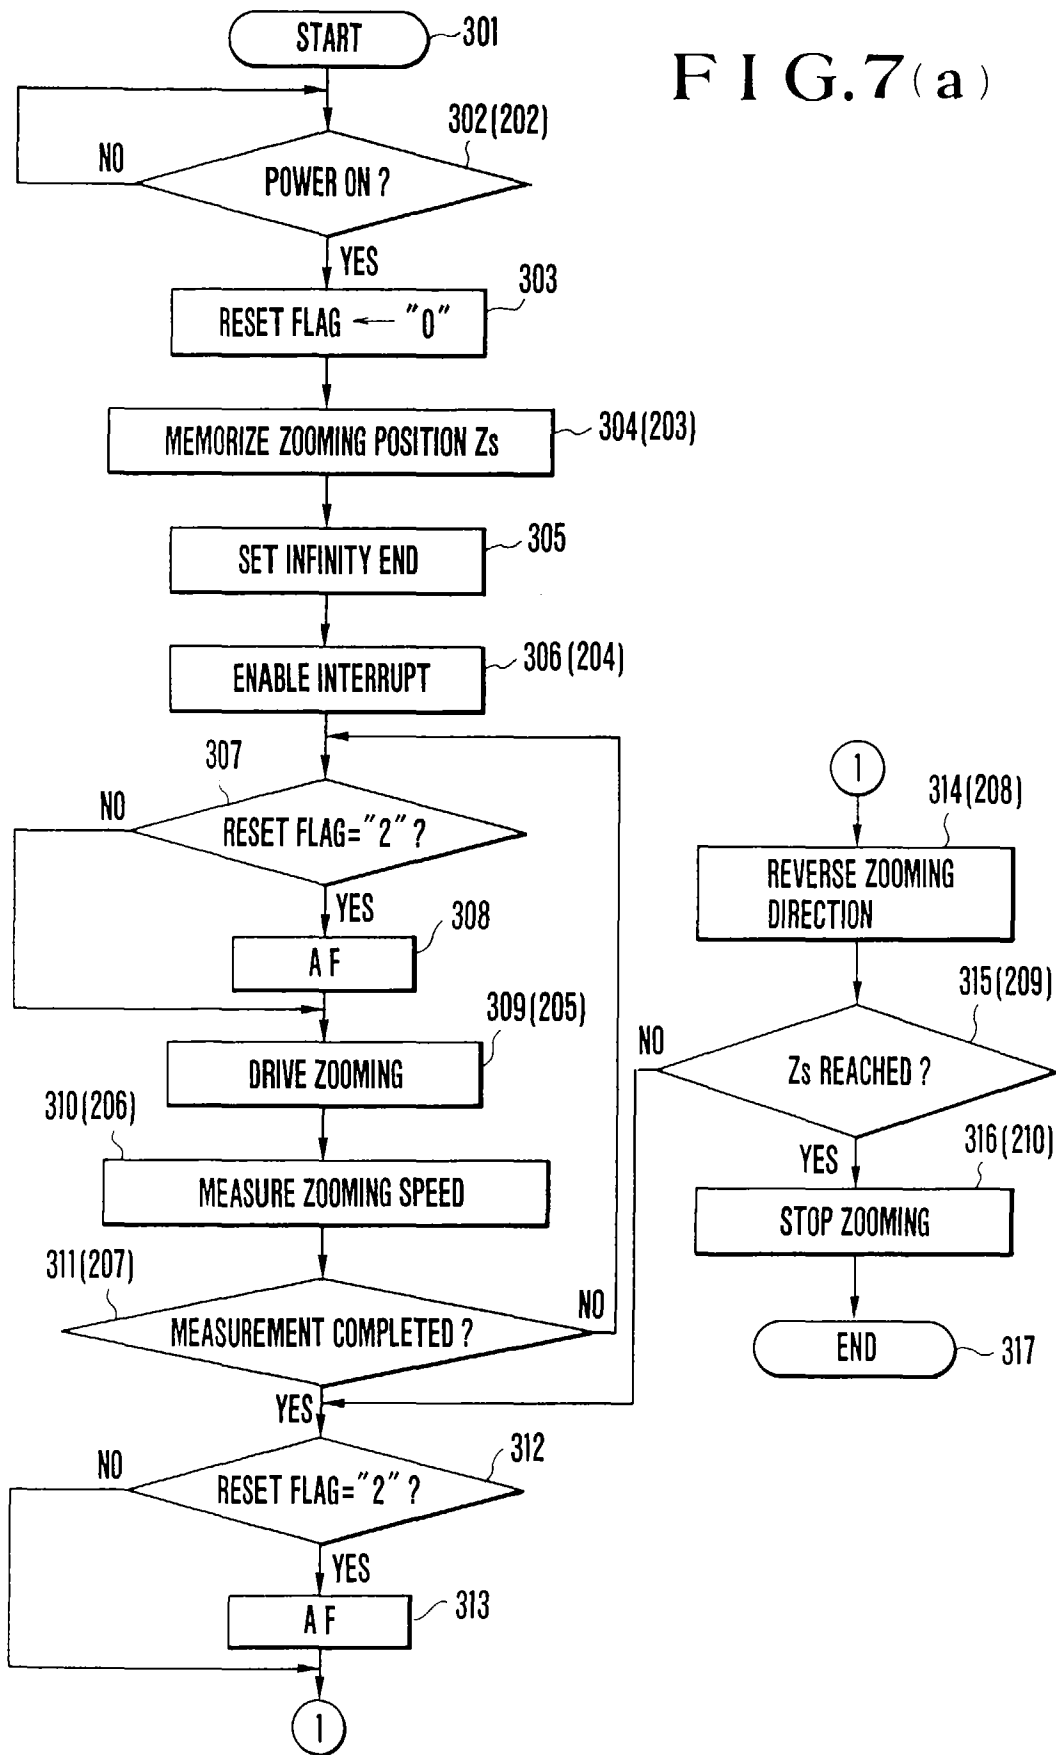 START
301
F I G.7(a)
302(202)
NO
POWER ON ?
YES
303
RESET FLAG ← "0"
MEMORIZE ZOOMING POSITION Zs
304(203)
SET INFINITY END
305
ENABLE INTERRUPT
306(204)
307
NO
RESET FLAG="2" ?
YES
308
A F
309(205)
DRIVE ZOOMING
310(206)
MEASURE ZOOMING SPEED
311(207)
MEASUREMENT COMPLETED ?
NO
YES
312
NO
RESET FLAG="2" ?
YES
A F
313
1
1
314(208)
REVERSE ZOOMING
DIRECTION
315(209)
NO
Zs REACHED ?
YES
316(210)
STOP ZOOMING
END
317